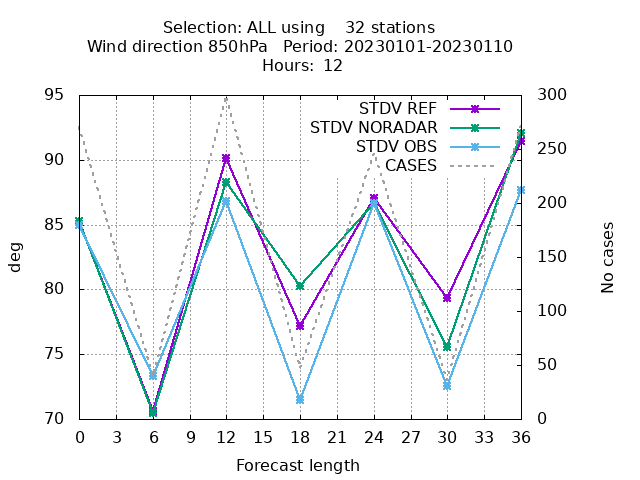 Selection: ALL using    32 stations
Wind direction 850hPa   Period: 20230101-20230110
Hours:  12
95
90
85
80
75
70
deg
300
250
200
150
100
50
0
No cases
STDV REF
STDV NORADAR
STDV OBS
CASES
0 3 6 9 12 15 18 21 24 27 30 33 36
Forecast length